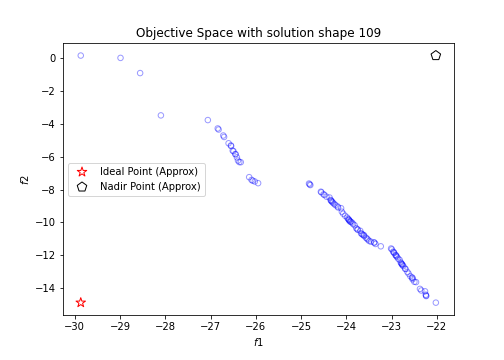 Objective Space with solution shape 109
0
−2
−4
−6
−8
−10
−12
−14
f2
Ideal Point (Approx)
Nadir Point (Approx)
−30 −29 −28 −27 −26 −25 −24 −23 −22
f1